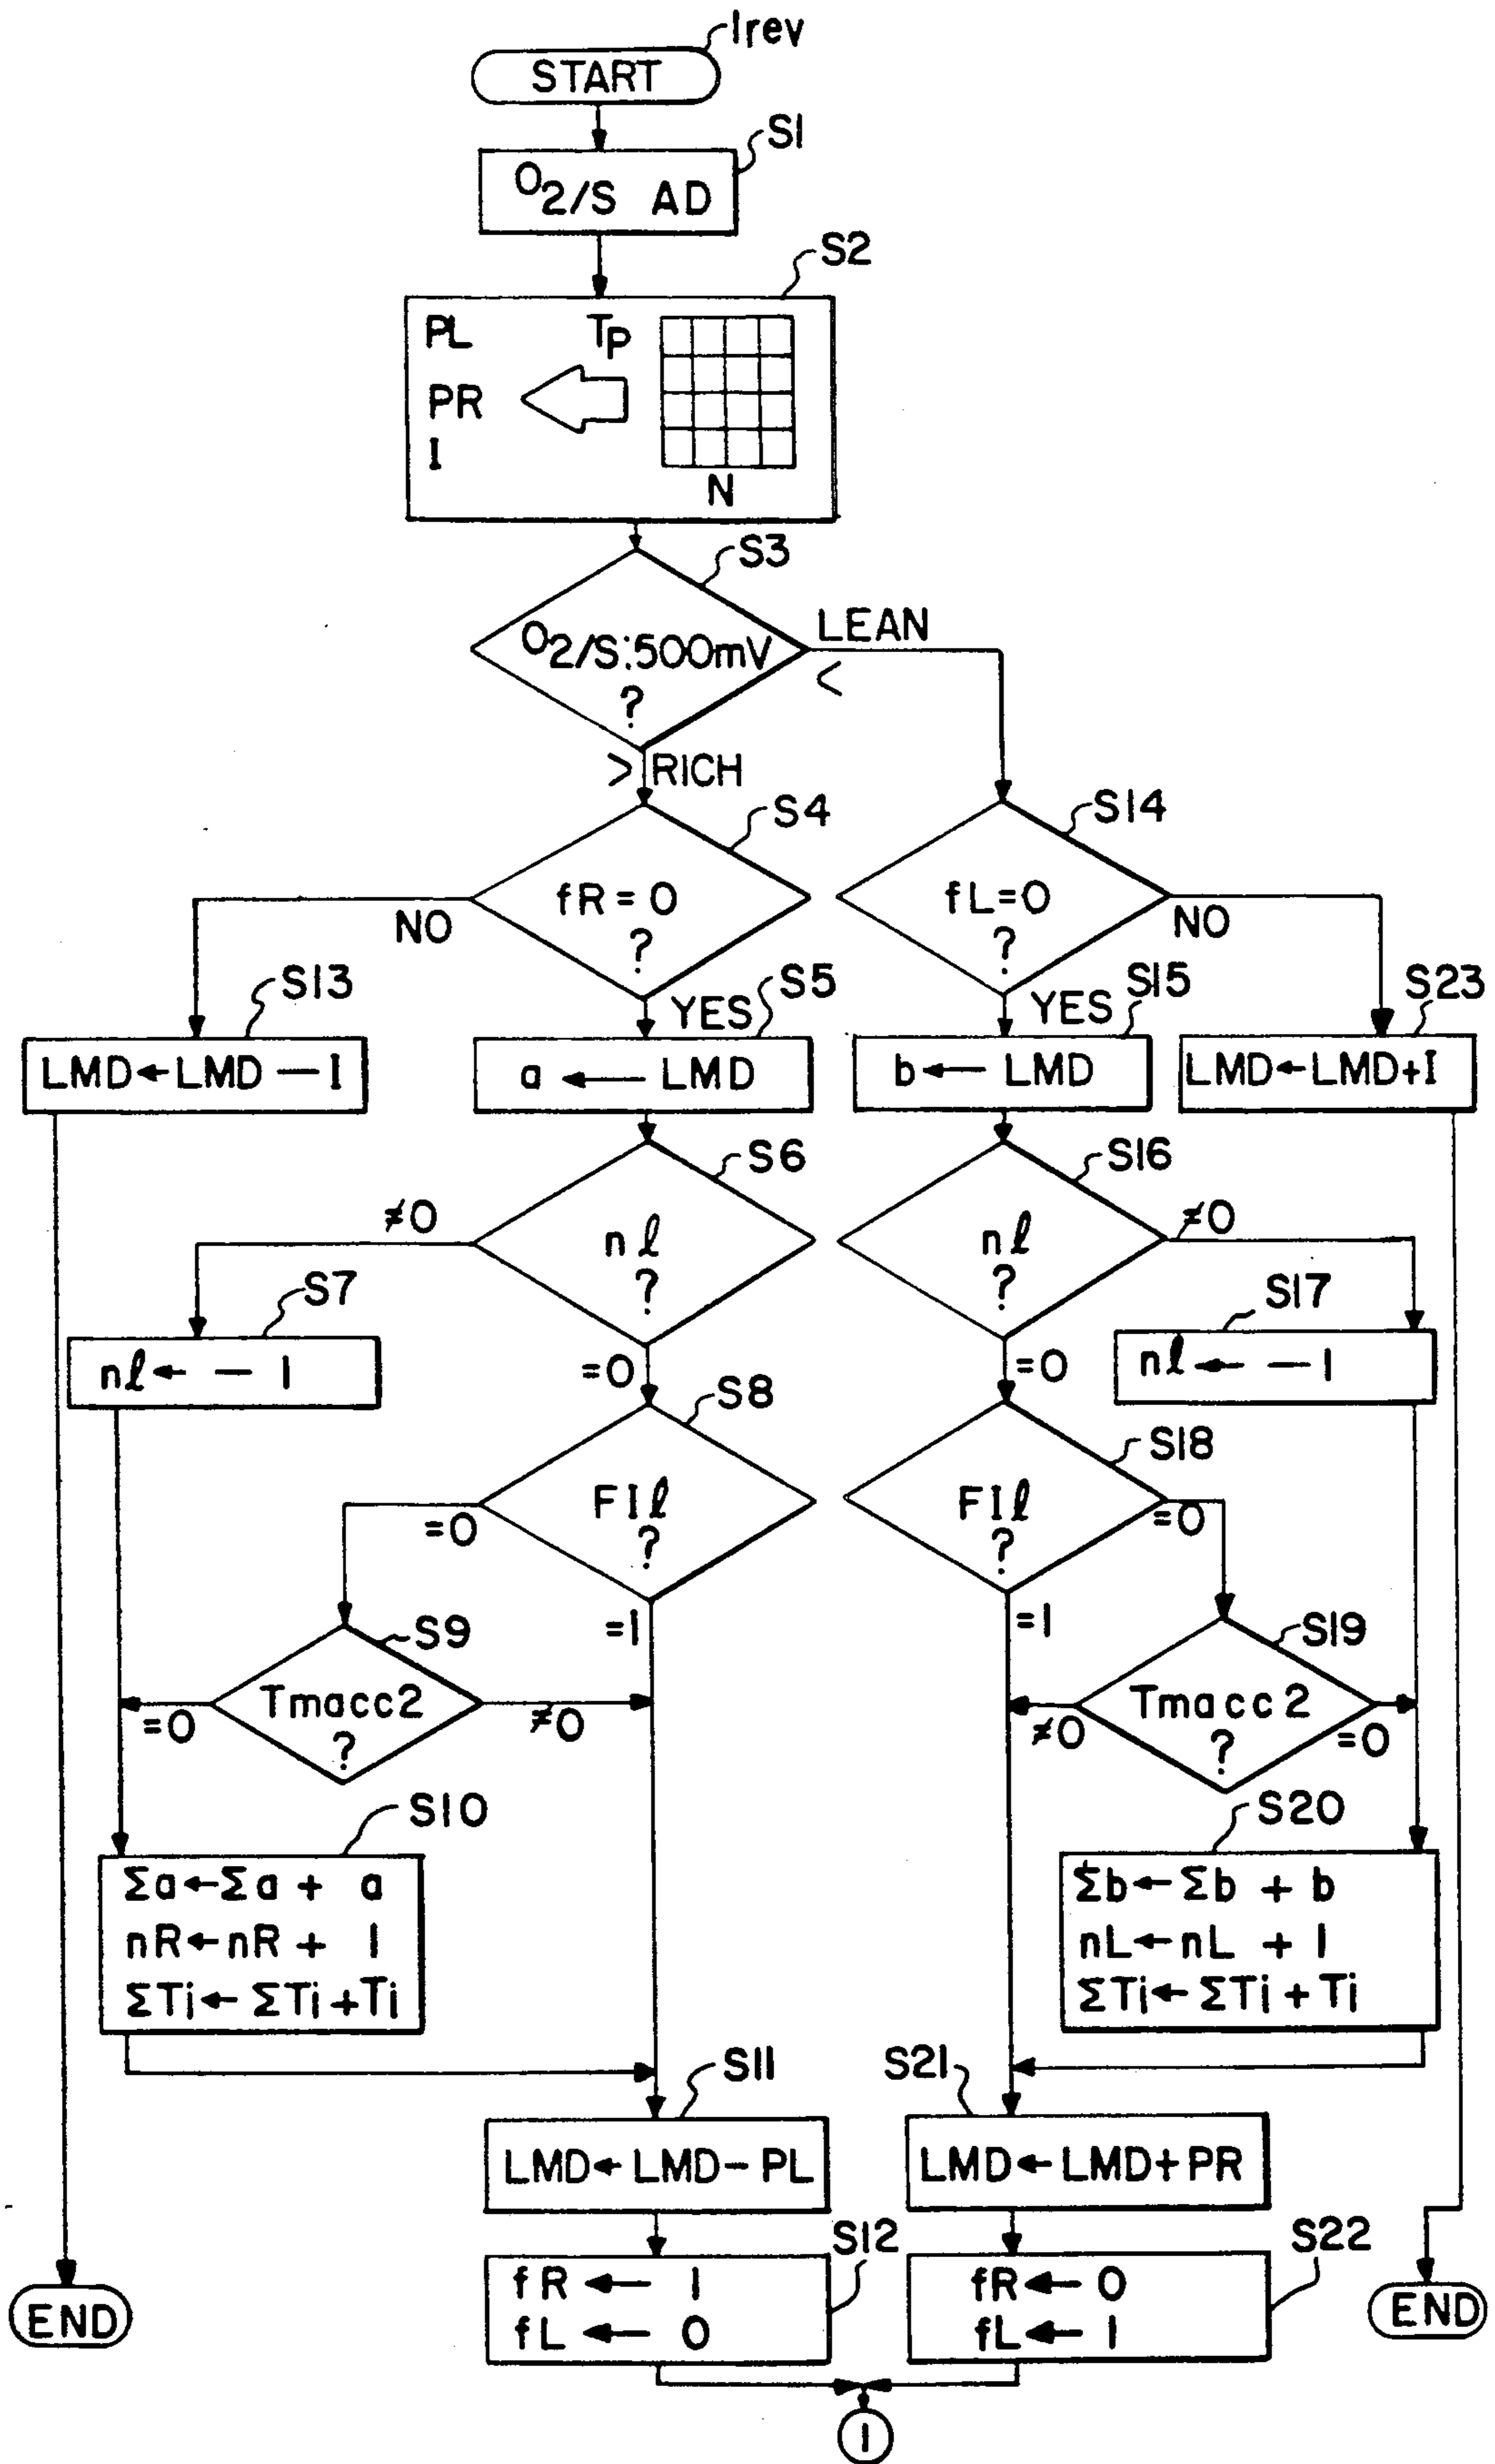 1rev
START
S1
O2/S AD
S2
PL
TP
PR
I
N
S3
O2/S:500mV
?
LEAN
<
> RICH
S4
fR=0
?
NO
S14
fL=0
?
NO
S13
LMD←LMD-I
YES
S5
a ← LMD
YES
S15
b ← LMD
S23
LMD←LMD+I
S6
nℓ
?
≠0
=0
S16
nℓ
?
≠0
=0
S7
nℓ← -1
S17
nℓ← -1
S8
FIℓ
?
=0
=1
S18
FIℓ
?
=0
=1
S9
Tmacc2
?
=0
≠0
S19
Tmacc2
?
≠0
=0
S10
Σa←Σa + a
nR←nR + 1
ΣTi←ΣTi+Ti
S20
Σb←Σb + b
nL←nL + 1
ΣTi←ΣTi+Ti
S11
LMD←LMD-PL
S21
LMD←LMD+PR
S12
fR ← 1
fL ← 0
S22
fR ← 0
fL ← 1
END
END
1